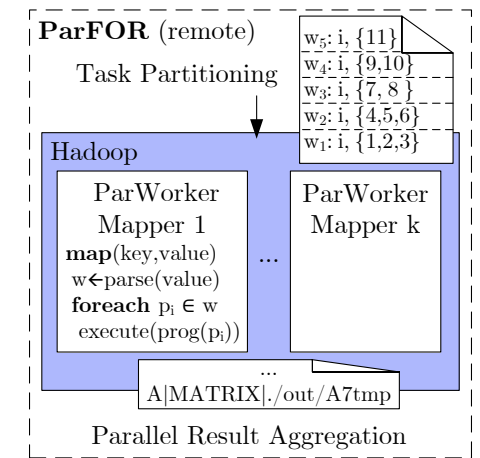 ParFOR (remote)
Task Partitioning
w₅: i, {11}
w₄: i, {9,10}
w₃: i, {7, 8 }
w₂: i, {4,5,6}
w₁: i, {1,2,3}
Hadoop
ParWorker
Mapper 1
map(key,value)
w←parse(value)
foreach pᵢ ∈ w
execute(prog(pᵢ))
...
ParWorker
Mapper k
...
A|MATRIX|./out/A7tmp
Parallel Result Aggregation